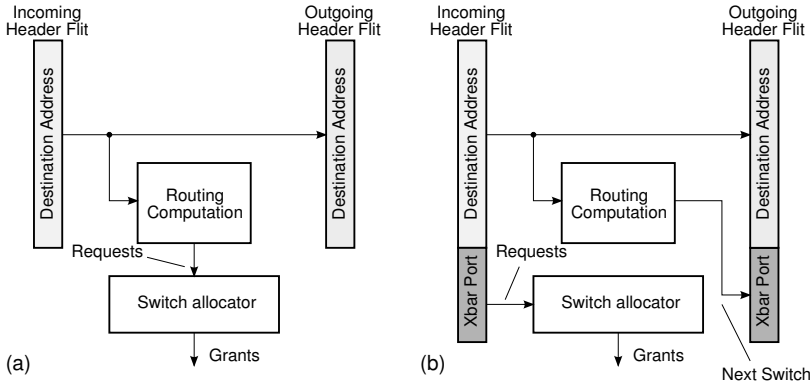 Incoming
Header Flit
Outgoing
Header Flit
Destination Address
Destination Address
Routing
Computation
Requests
Switch allocator
Grants
(a)
Incoming
Header Flit
Outgoing
Header Flit
Destination Address
Destination Address
Routing
Computation
Xbar Port
Requests
Switch allocator
Xbar Port
Grants
Next Switch
(b)